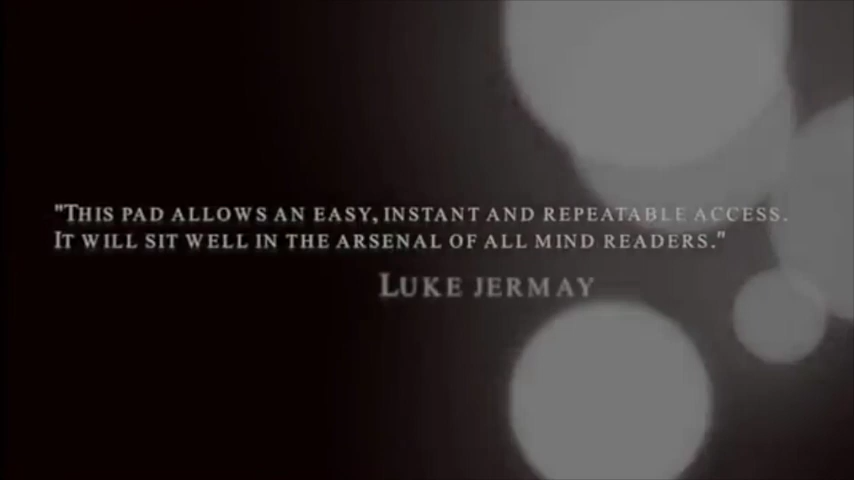 "THIS PAD ALLOWS AN EASY, INSTANT AND REPEATABLE ACCESS.
IT WILL SIT WELL IN THE ARSENAL OF ALL MIND READERS."
LUKE JERMAY